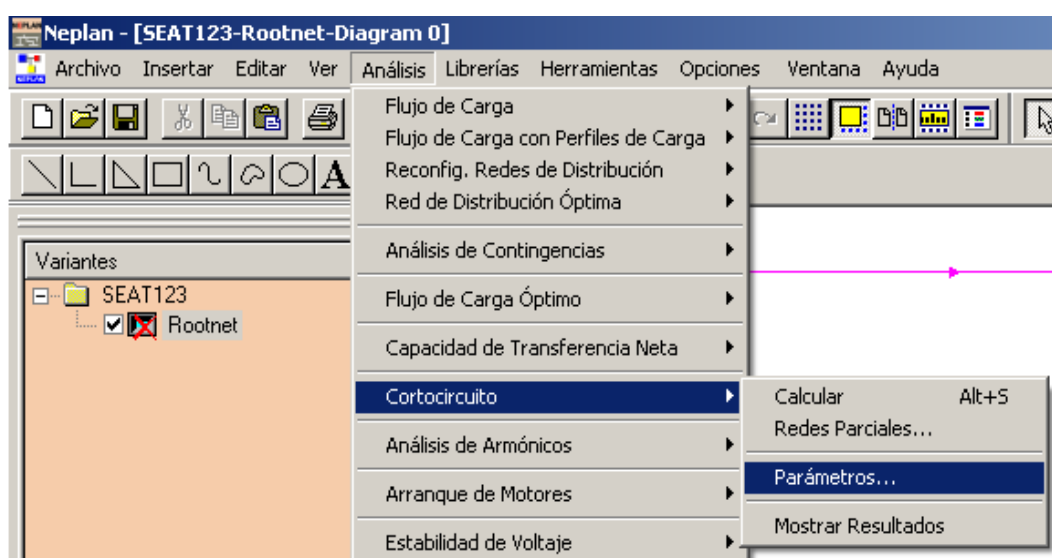 Neplan - [SEAT123-Rootnet-Diagram 0]
Archivo Insertar Editar Ver Análisis Librerías Herramientas Opciones Ventana Ayuda
Flujo de Carga
Flujo de Carga con Perfiles de Carga
Reconfig. Redes de Distribución
A
Red de Distribución Óptima
Variantes
Análisis de Contingencias
SEAT123
Flujo de Carga Óptimo
Rootnet
Capacidad de Transferencia Neta
Cortocircuito
Calcular Alt+S
Redes Parciales...
Análisis de Armónicos
Parámetros...
Arranque de Motores
Mostrar Resultados
Estabilidad de Voltaje